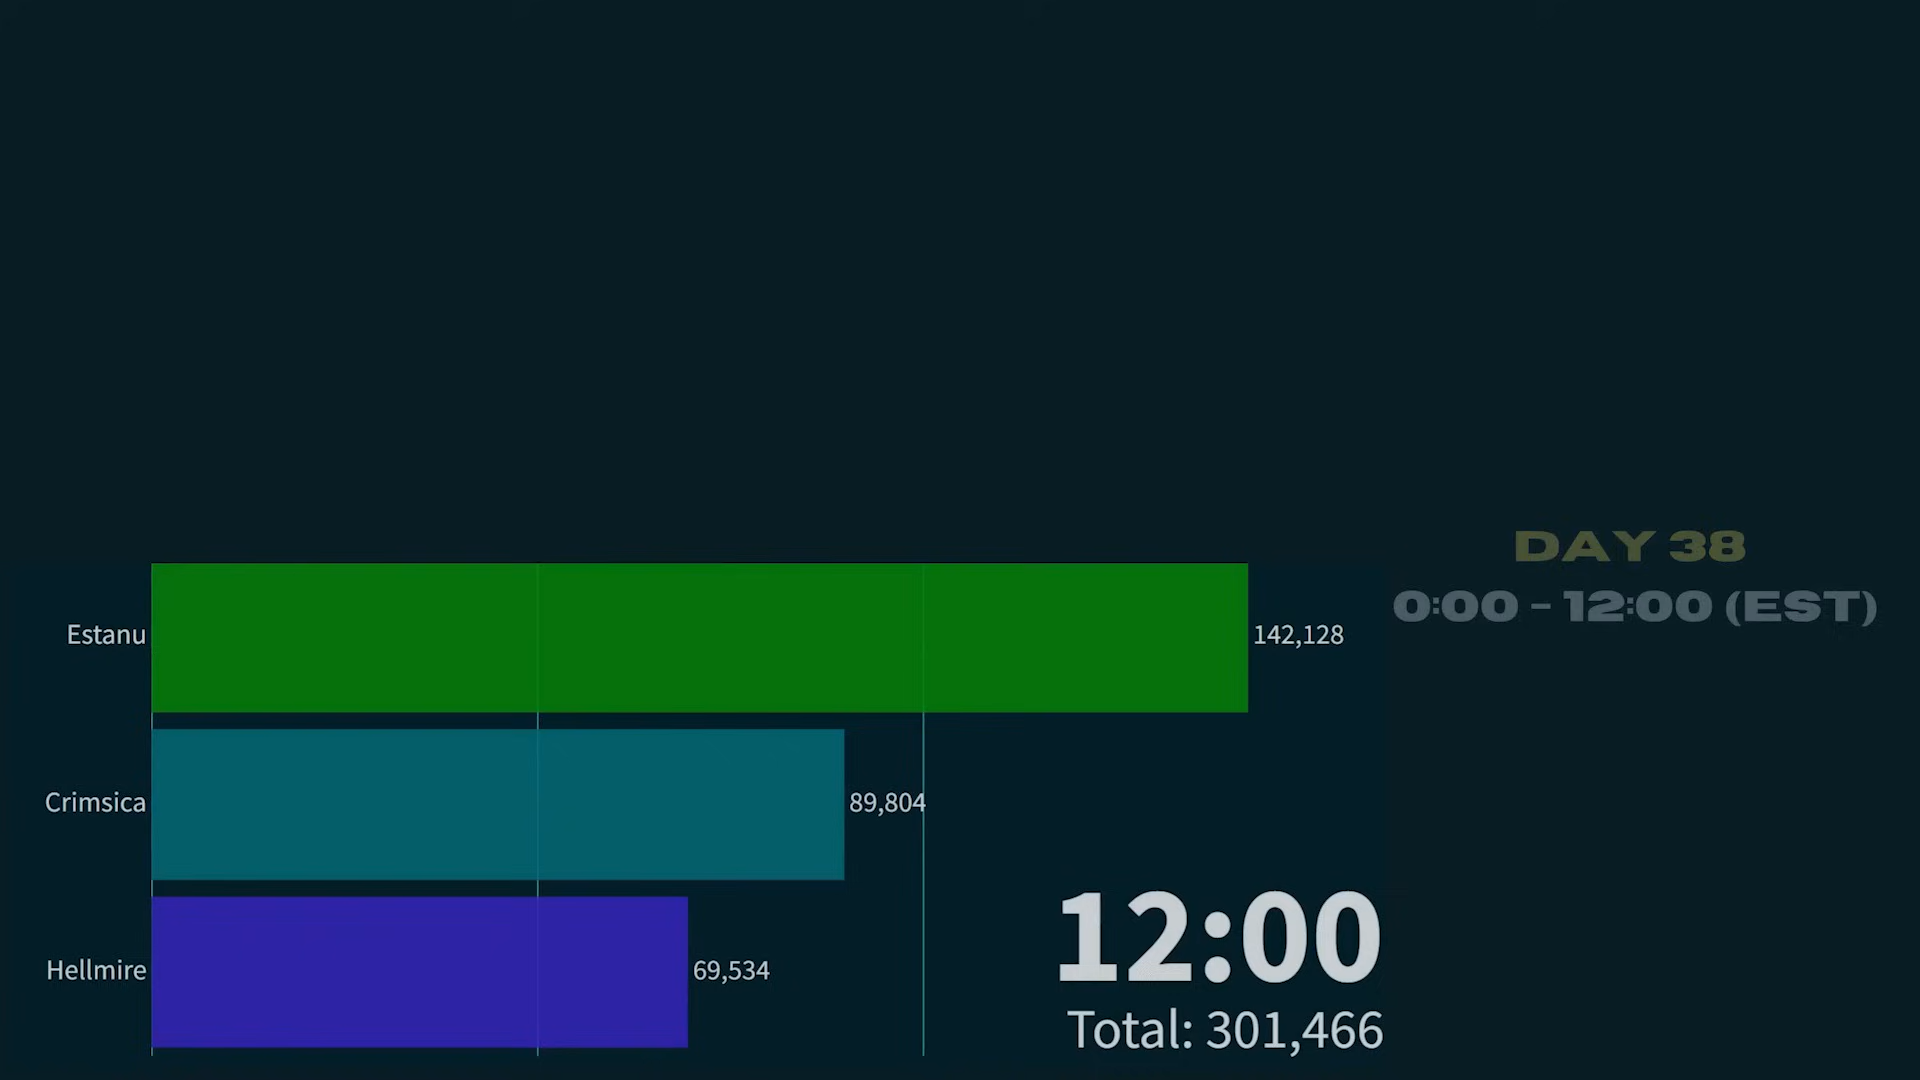 DAY 38
0:00 - 12:00 (EST)
Estanu 142,128
Crimsica 89,804
Hellmire 69,534
12:00
Total: 301,466